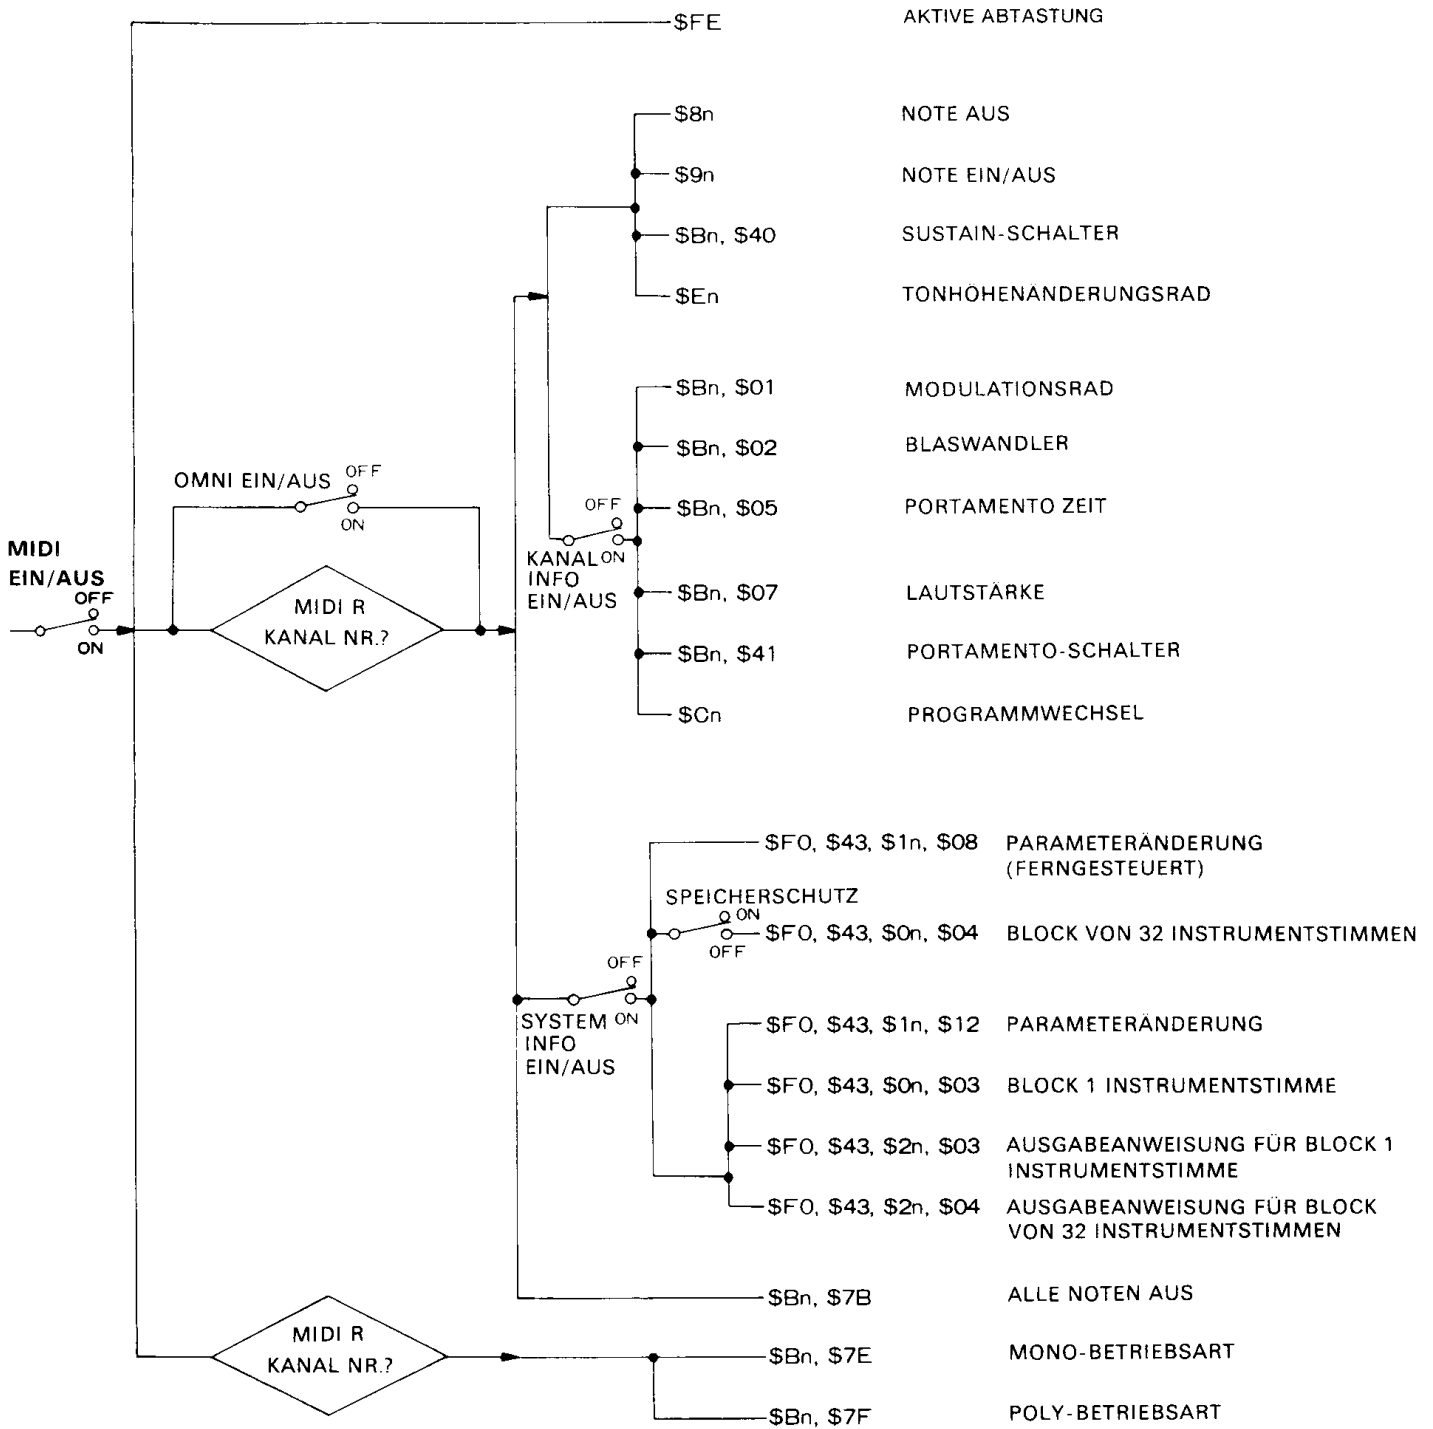 $FE AKTIVE ABTASTUNG
$8n NOTE AUS
$9n NOTE EIN/AUS
$Bn, $40 SUSTAIN-SCHALTER
$En TONHÖHENÄNDERUNGSRAD
$Bn, $01 MODULATIONSRAD
$Bn, $02 BLASWANDLER
OMNI EIN/AUS OFF
ON
$Bn, $05 PORTAMENTO ZEIT
OFF
KANAL ON
INFO
EIN/AUS
MIDI
EIN/AUS
OFF
ON
MIDI R
KANAL NR.?
$Bn, $07 LAUTSTÄRKE
$Bn, $41 PORTAMENTO-SCHALTER
$Cn PROGRAMMWECHSEL
$F0, $43, $1n, $08 PARAMETERÄNDERUNG
(FERNGESTEUERT)
SPEICHERSCHUTZ
ON
$F0, $43, $0n, $04 BLOCK VON 32 INSTRUMENTSTIMMEN
OFF
OFF
SYSTEM ON
INFO
EIN/AUS
$F0, $43, $1n, $12 PARAMETERÄNDERUNG
$F0, $43, $0n, $03 BLOCK 1 INSTRUMENTSTIMME
$F0, $43, $2n, $03 AUSGABEANWEISUNG FÜR BLOCK 1
INSTRUMENTSTIMME
$F0, $43, $2n, $04 AUSGABEANWEISUNG FÜR BLOCK
VON 32 INSTRUMENTSTIMMEN
$Bn, $7B ALLE NOTEN AUS
MIDI R
KANAL NR.?
$Bn, $7E MONO-BETRIEBSART
$Bn, $7F POLY-BETRIEBSART